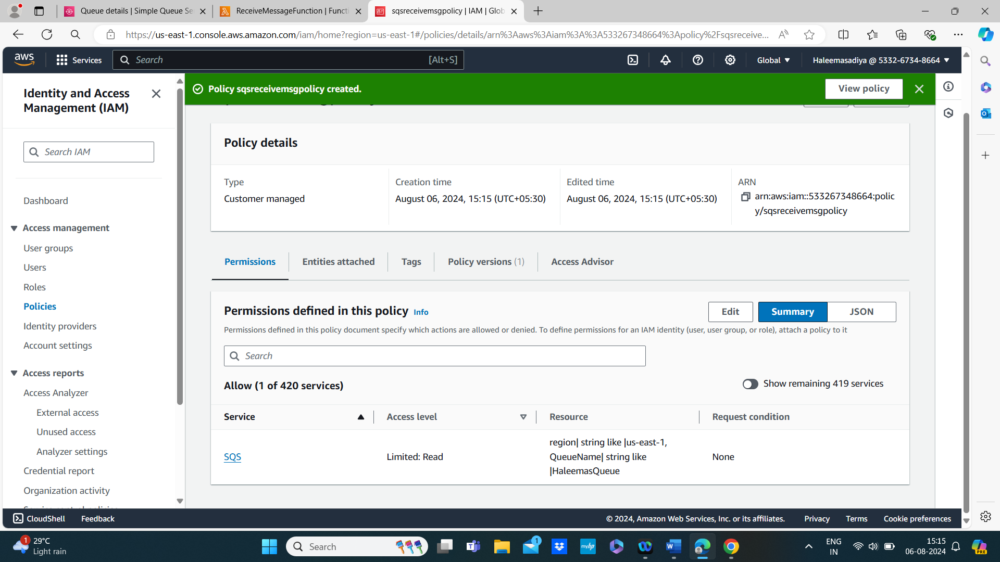 Queue details | Simple Queue Se
ReceiveMessageFunction | Functi
sqsreceivemsgpolicy | IAM | Glob
https://us-east-1.console.aws.amazon.com/iam/home?region=us-east-1#/policies/details/arn%3Aaws%3Aiam%3A%3A533267348664%3Apolicy%2Fsqsreceive...
aws
Services
Search
[Alt+S]
Global
Haleemasadiya @ 5332-6734-8664
Identity and Access
Management (IAM)
Search IAM
Dashboard
Access management
User groups
Users
Roles
Policies
Identity providers
Account settings
Access reports
Access Analyzer
External access
Unused access
Analyzer settings
Credential report
Organization activity
Policy sqsreceivemsgpolicy created.
View policy
Policy details
Type
Customer managed
Creation time
August 06, 2024, 15:15 (UTC+05:30)
Edited time
August 06, 2024, 15:15 (UTC+05:30)
ARN
arn:aws:iam::533267348664:polic
y/sqsreceivemsgpolicy
Permissions
Entities attached
Tags
Policy versions (1)
Access Advisor
Permissions defined in this policy Info
Edit
Summary
JSON
Permissions defined in this policy document specify which actions are allowed or denied. To define permissions for an IAM identity (user, user group, or role), attach a policy to it
Search
Allow (1 of 420 services)
Show remaining 419 services
Service
Access level
Resource
Request condition
SQS
Limited: Read
region| string like |us-east-1,
QueueName| string like
|HaleemasQueue
None
CloudShell
Feedback
© 2024, Amazon Web Services, Inc. or its affiliates.
Privacy
Terms
Cookie preferences
1
29°C
Light rain
Search
1
myhp
ENG
IN
15:15
06-08-2024
PRE